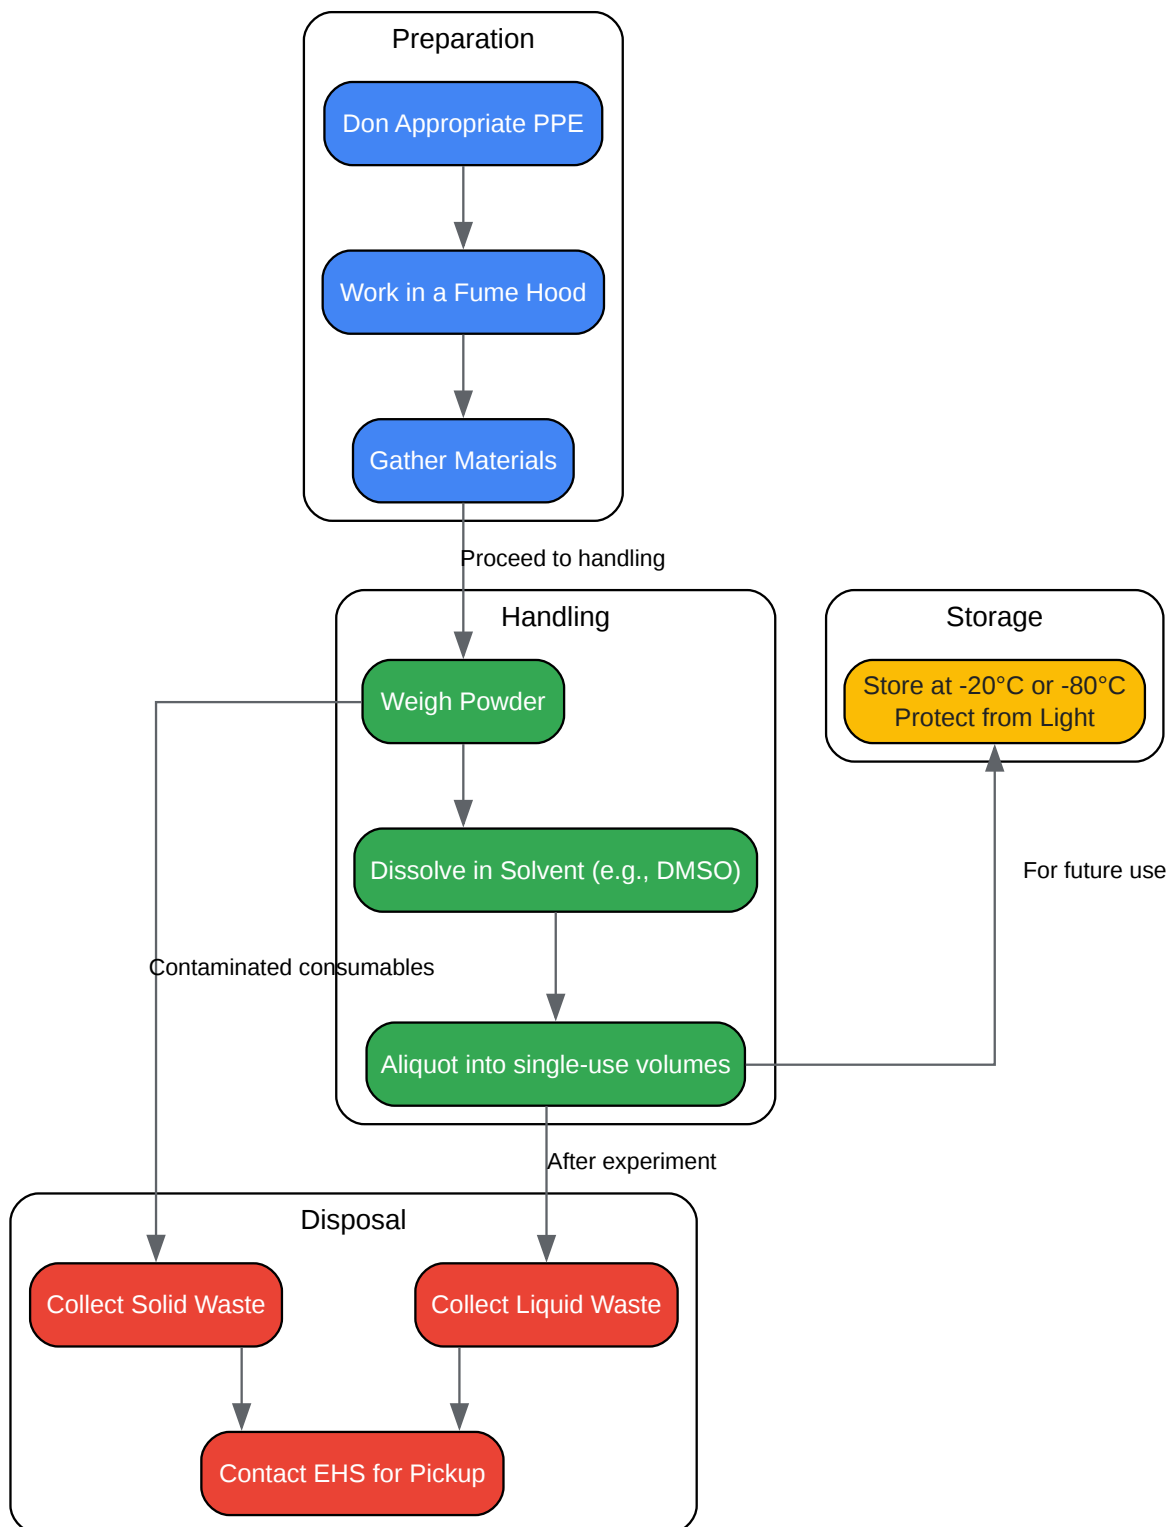 Preparation
Don Appropriate PPE
Work in a Fume Hood
Gather Materials
Proceed to handling
Handling
Storage
Weigh Powder
Store at -20°C or -80°C
Protect from Light
Dissolve in Solvent (e.g., DMSO)
For future use
Contaminated consumables
Aliquot into single-use volumes
After experiment
Disposal
Collect Solid Waste
Collect Liquid Waste
Contact EHS for Pickup